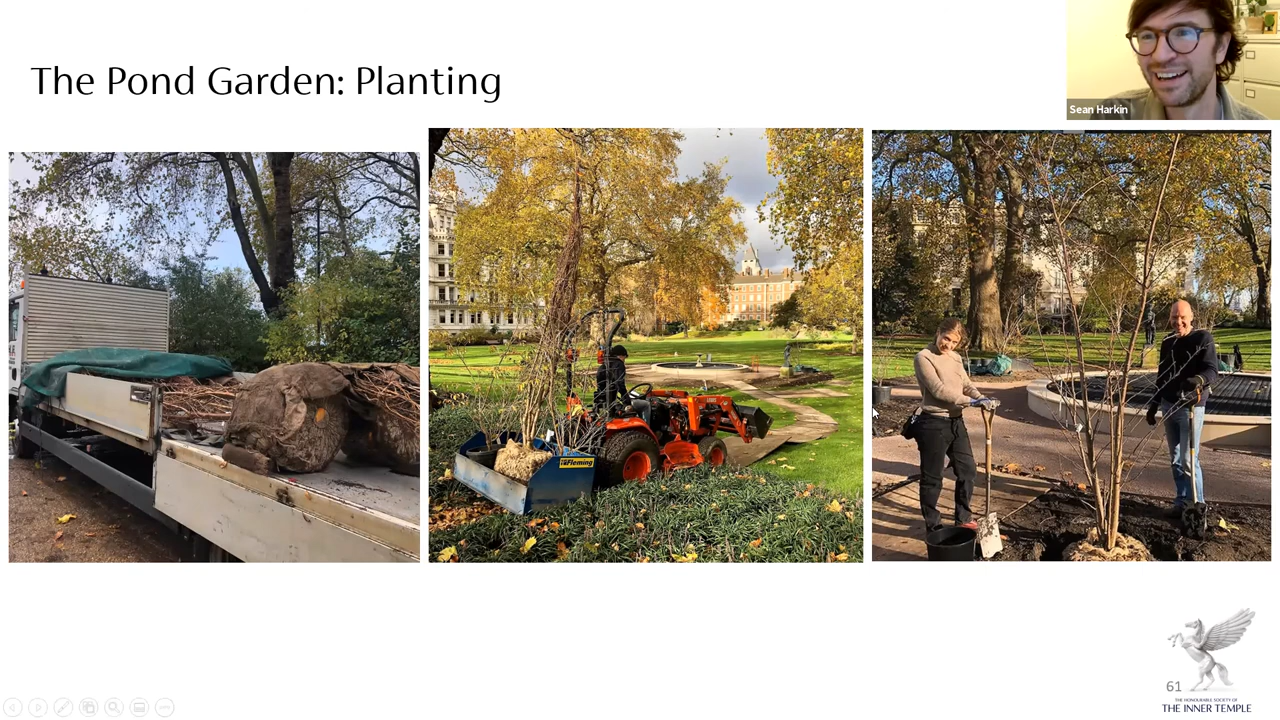 The Pond Garden: Planting
Sean Harkin
Fleming
61
THE HONOURABLE SOCIETY OF
THE INNER TEMPLE